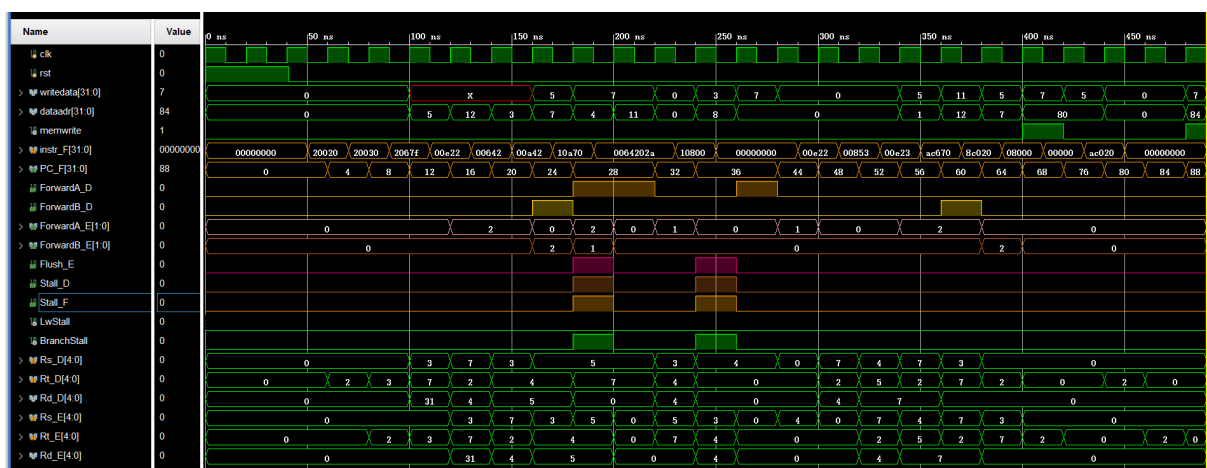 Name Value 0 ns 50 ns 100 ns 150 ns 200 ns 250 ns 300 ns 350 ns 400 ns 450 ns
clk 0
rst 0
writedata[31:0] 7 0 X 5 7 0 3 7 0 5 11 5 7 5 0 7
dataadr[31:0] 84 0 5 12 3 7 4 11 0 8 0 1 12 7 80 0 84
memwrite 1
instr_F[31:0] 00000000 00000000 20020 20030 2067f 00e22 00642 00a42 10a70 0064202a 10800 00000000 00e22 00853 00e23 ac670 8c020 08000 00000 ac020 00000000
PC_F[31:0] 88 0 4 8 12 16 20 24 28 32 36 44 48 52 56 60 64 68 76 80 84 88
ForwardA_D 0
ForwardB_D 0
ForwardA_E[1:0] 0 0 2 0 2 0 1 0 1 0 2 0
ForwardB_E[1:0] 0 0 2 1 0 2 0
Flush_E 0
Stall_D 0
Stall_F 0
LwStall 0
BranchStall 0
Rs_D[4:0] 0 0 3 7 3 5 3 4 0 7 4 7 3 0
Rt_D[4:0] 0 0 2 3 7 2 4 7 4 0 2 5 2 7 2 0 2 0
Rd_D[4:0] 0 0 31 4 5 0 4 0 4 7 0
Rs_E[4:0] 0 0 3 7 3 5 0 5 3 0 4 0 7 4 7 3 0
Rt_E[4:0] 0 0 2 3 7 2 4 0 7 4 0 2 5 2 7 2 0 2 0
Rd_E[4:0] 0 0 31 4 5 0 4 0 4 7 0